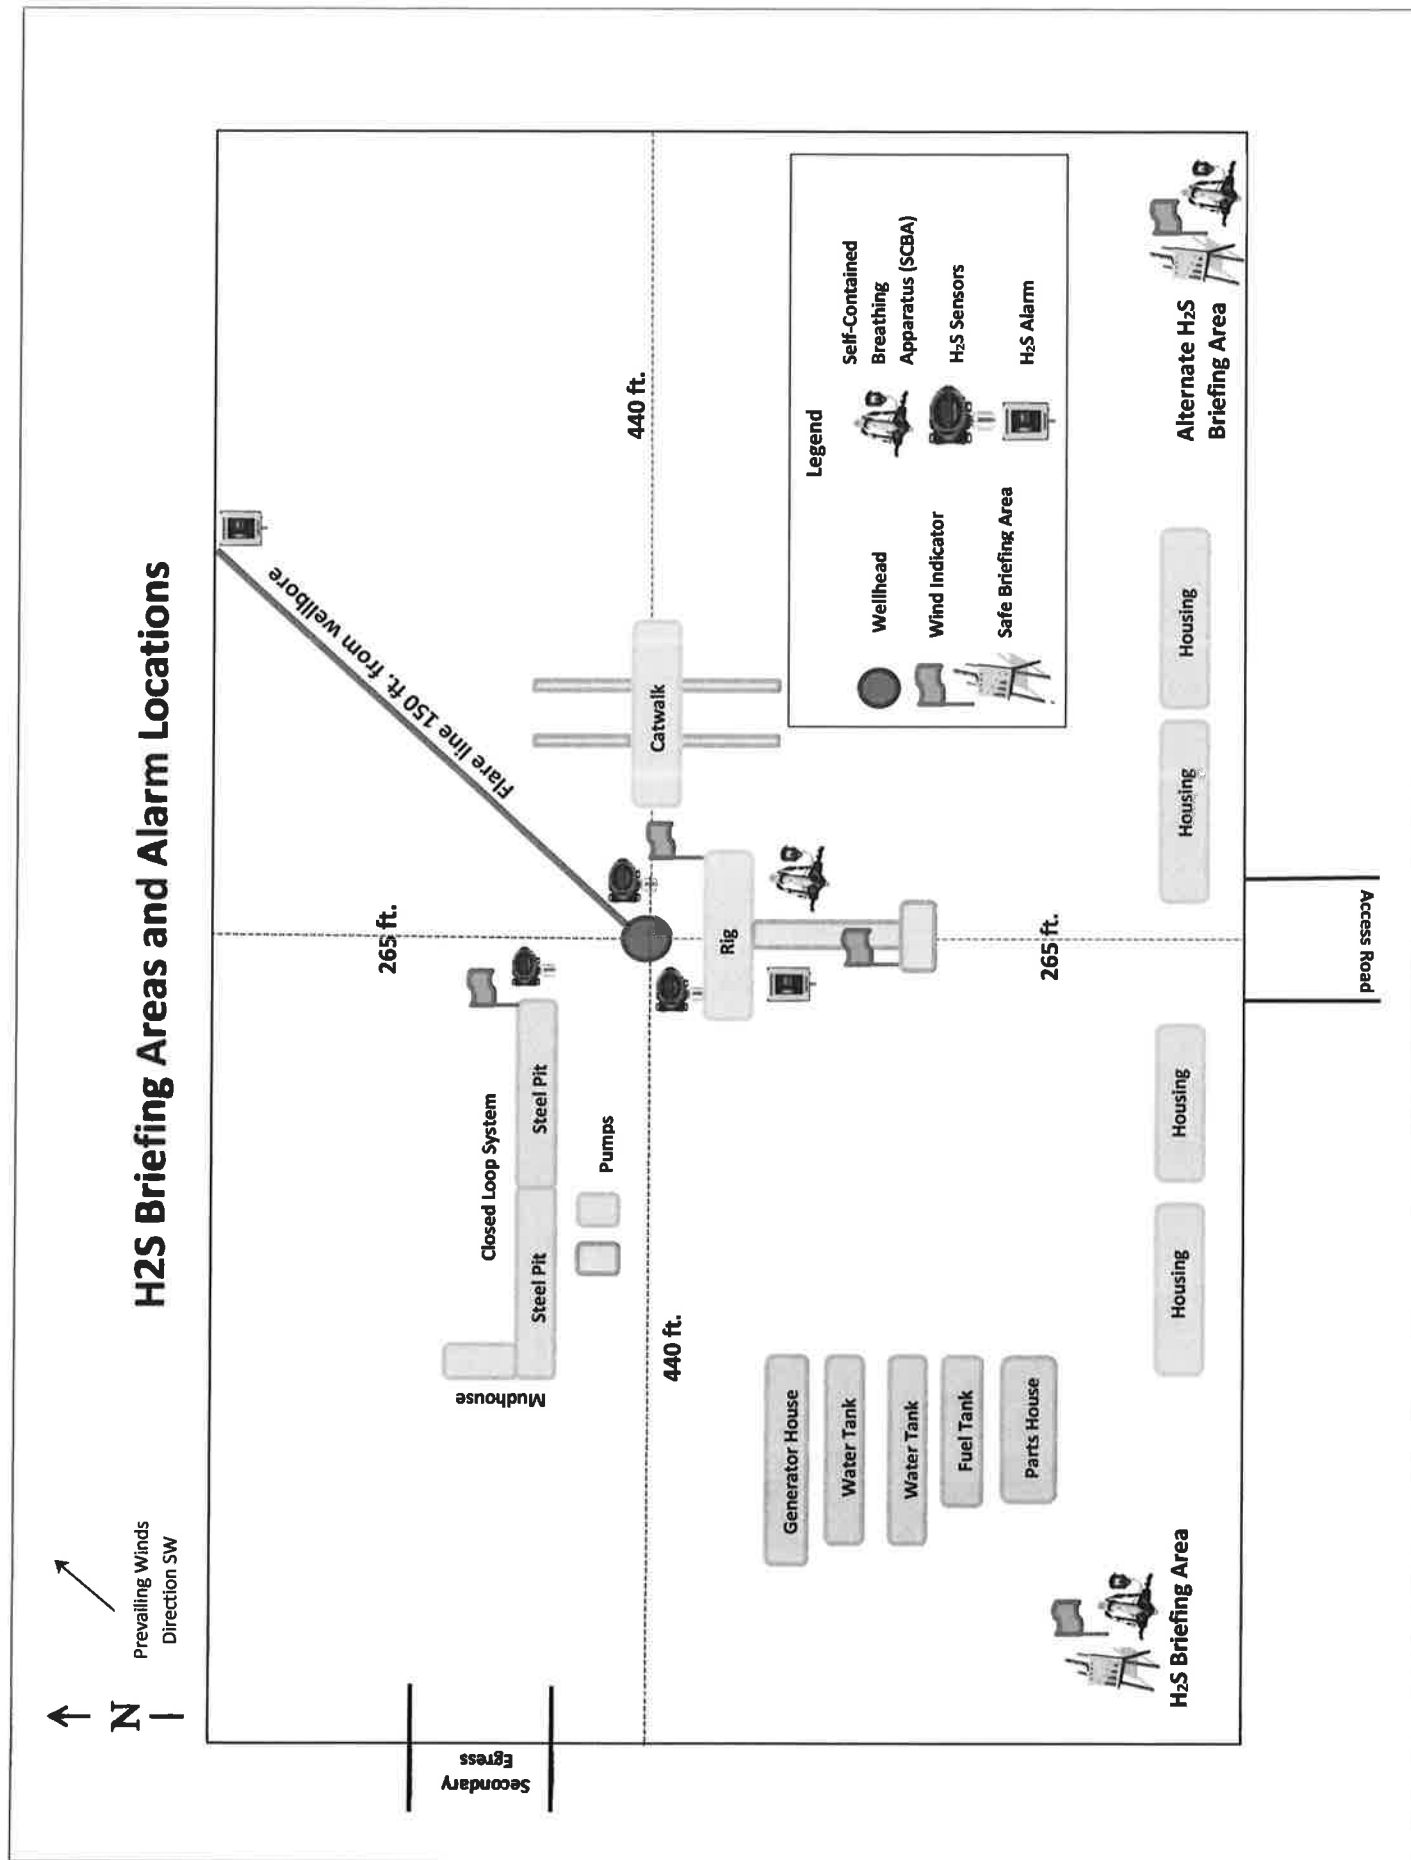 H2S Briefing Areas and Alarm Locations
N
Prevailing Winds
Direction SW
Secondary
Egress
265 ft.
Flare line 150 ft. from wellbore
Mudhouse
Closed Loop System
Steel Pit
Steel Pit
Pumps
440 ft.
440 ft.
Catwalk
Rig
265 ft.
Generator House
Water Tank
Water Tank
Fuel Tank
Parts House
Legend
Wellhead
Wind Indicator
Safe Briefing Area
Self-Contained
Breathing
Apparatus (SCBA)
H₂S Sensors
H₂S Alarm
H₂S Briefing Area
Housing
Housing
Housing
Housing
Alternate H₂S
Briefing Area
Access Road